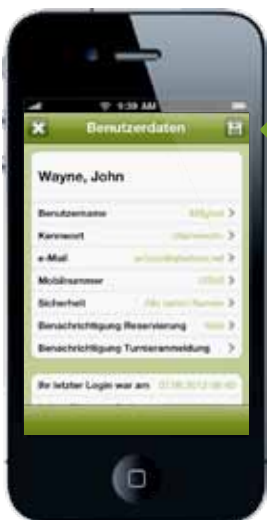 9:39 AM
Benutzerdaten
Wayne, John
Benutzername
Kennwort
e-Mail
Mobilnummer
Sicherheit
Benachrichtigung Reservierung
Benachrichtigung Turnieranmeldung
Ihr letzter Login war am